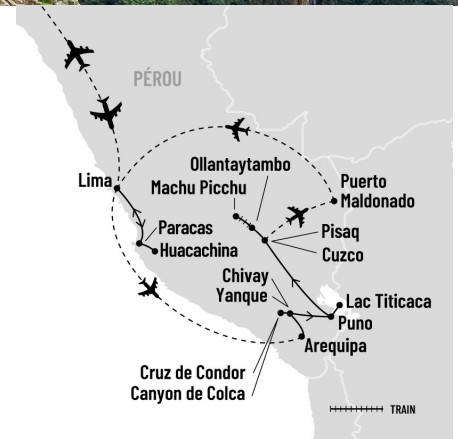 PÉROU
Ollantaytambo
Machu Picchu
Lima
Puerto
Maldonado
Paracas
Huacachina
Pisaq
Cuzco
Chivay
Yanque
Lac Titicaca
Puno
Arequipa
Cruz de Condor
Canyon de Colca
TRAIN